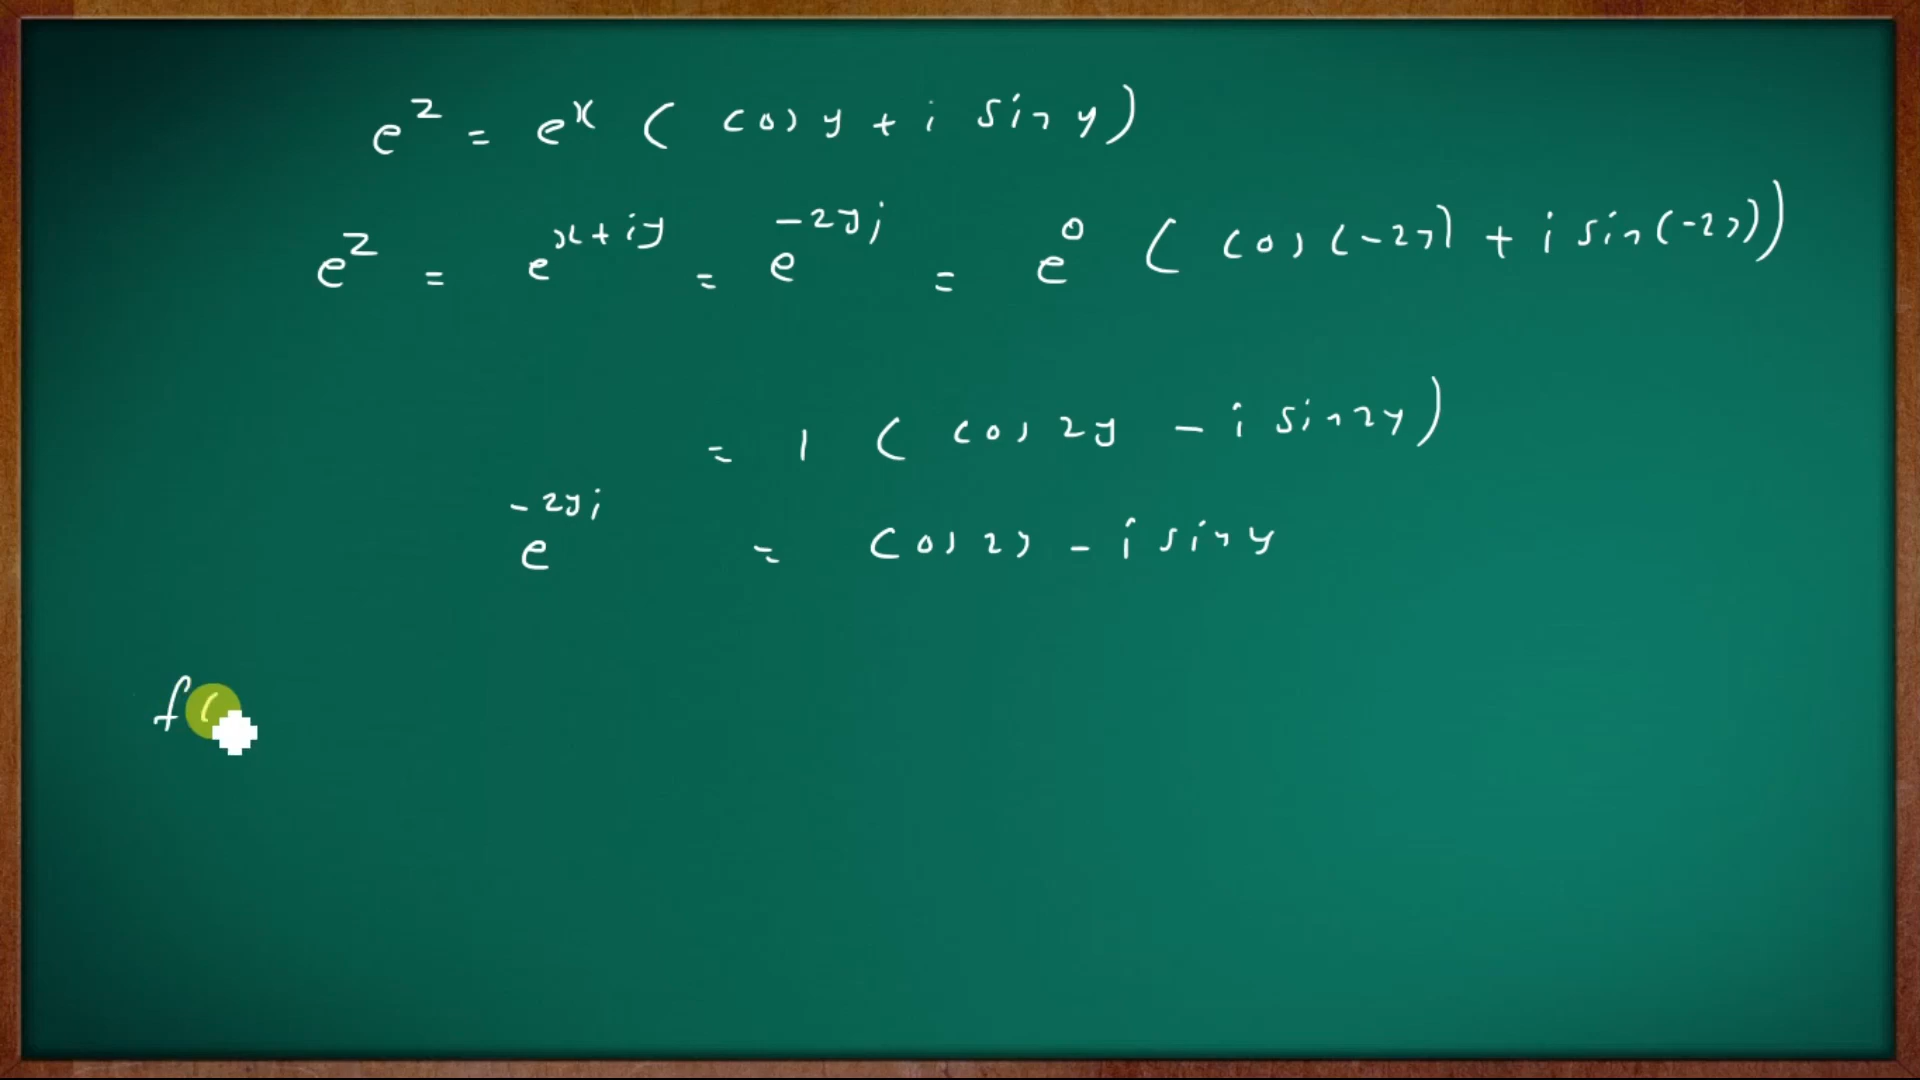 e^z = e^x ( cos y + i sin y)
e^z = e^{x+iy} = e^{-2yi} = e^0 ( cos (-2y) + i sin(-2y))
= 1 ( cos 2y - i sin 2y)
e^{-2yi} = cos 2y - i sin y
f(